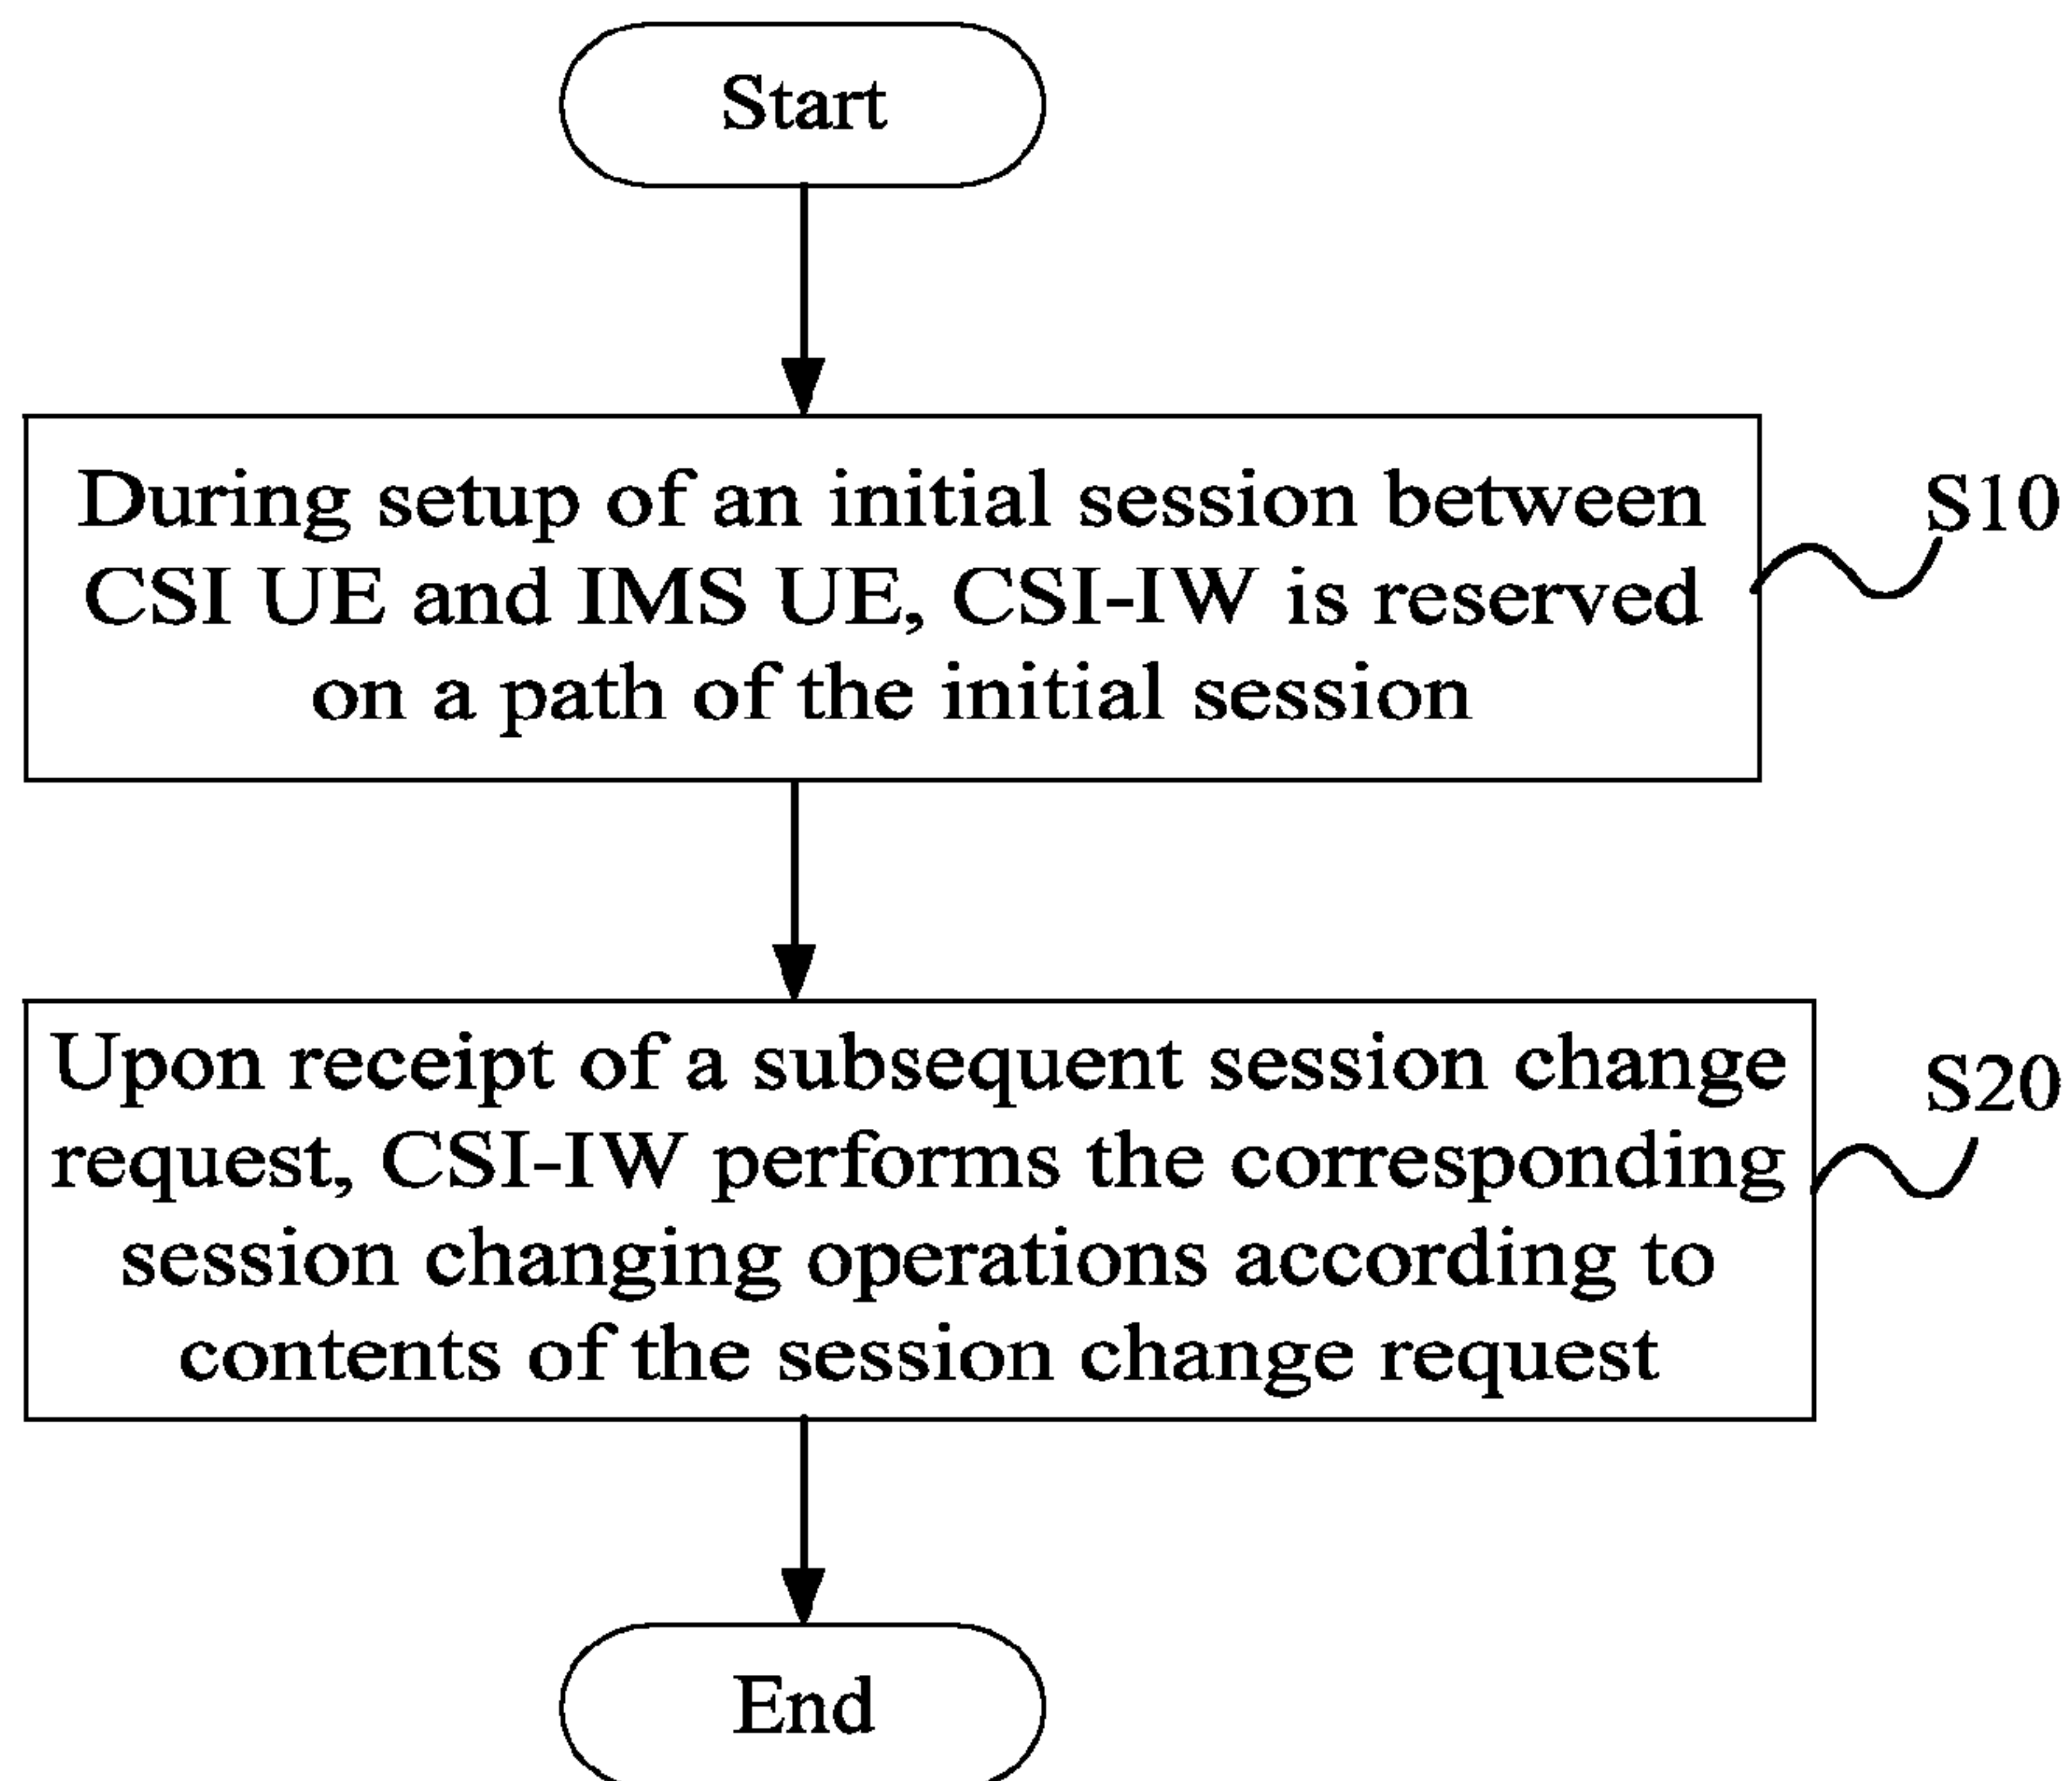 Start
During setup of an initial session between
CSI UE and IMS UE, CSI-IW is reserved
on a path of the initial session
S10
Upon receipt of a subsequent session change
request, CSI-IW performs the corresponding
session changing operations according to
contents of the session change request
S20
End